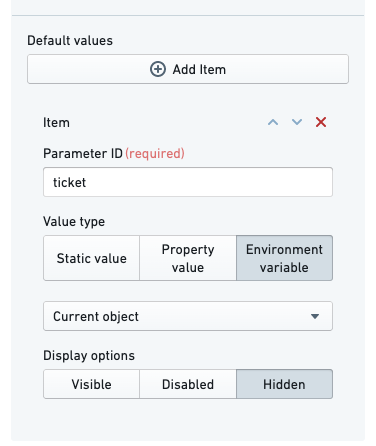 Default values
Add Item
Item
Parameter ID (required)
ticket
Value type
Static value
Property
value
Environment
variable
Current object
Display options
Visible
Disabled
Hidden